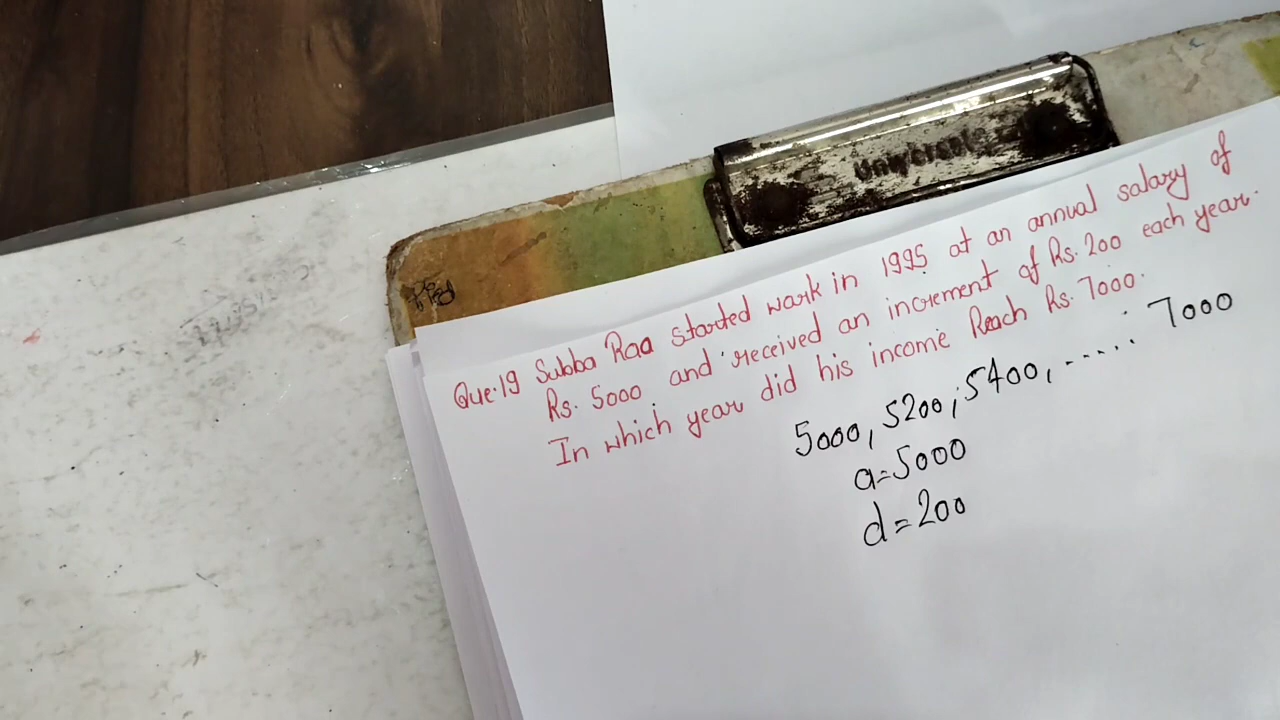 Que.19 Subba Rao started work in 1995 at an annual salary of
Rs. 5000 and received an increment of Rs. 200 each year.
In which year did his income Reach Rs. 7000.
5000, 5200, 5400, ...... 7000
a=5000
d=200